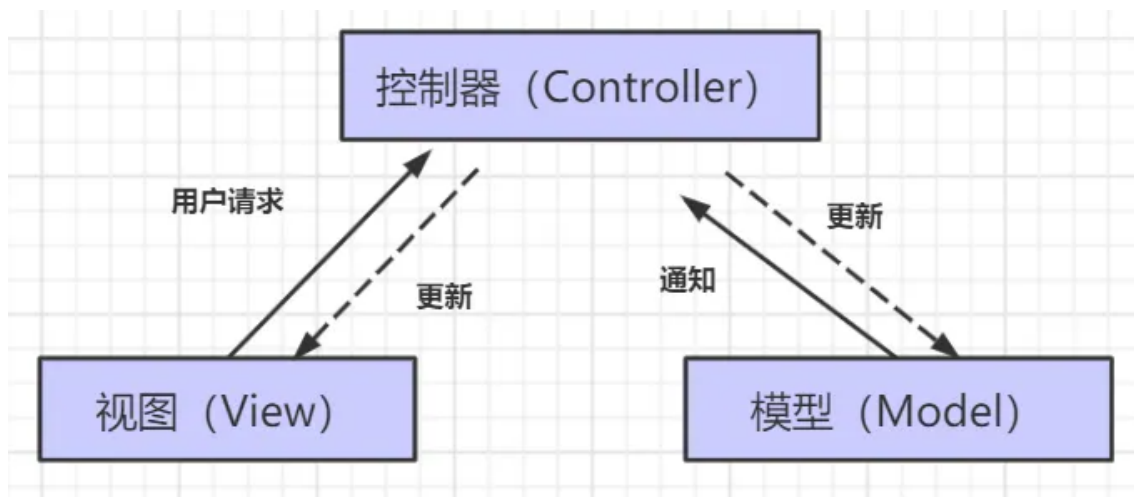 控制器（Controller）
用户请求
更新
通知
更新
视图（View）
模型（Model）